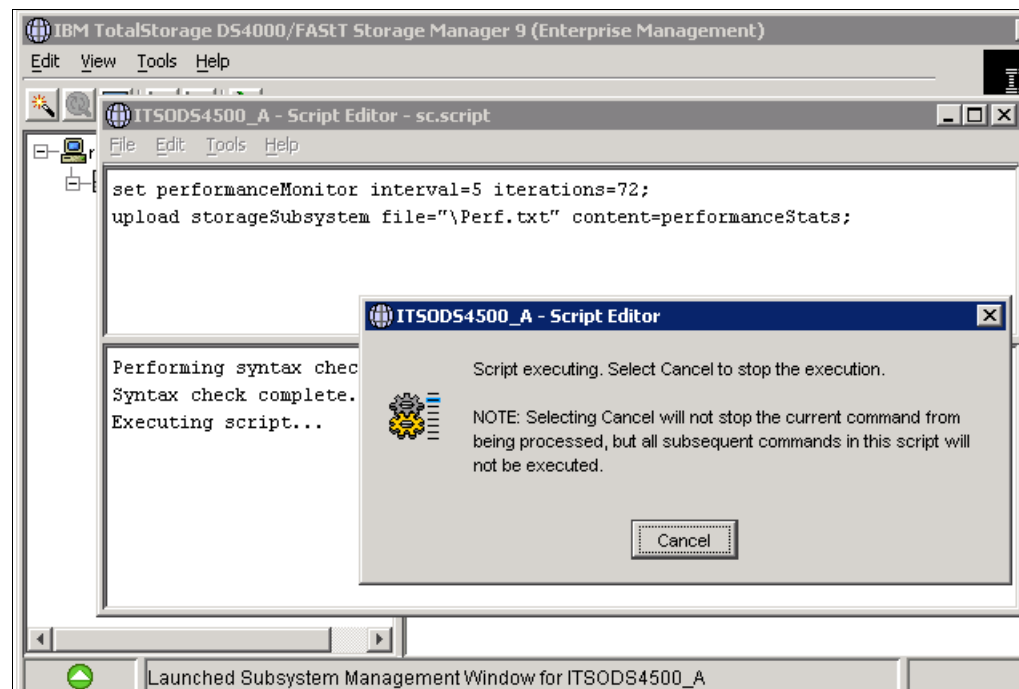 IBM TotalStorage DS4000/FAStT Storage Manager 9 (Enterprise Management)
Edit View Tools Help
ITSODS4500_A - Script Editor - sc.script
File Edit Tools Help
set performanceMonitor interval=5 iterations=72;
upload storageSubsystem file="\Perf.txt" content=performanceStats;
ITSODS4500_A - Script Editor
Performing syntax chec
Syntax check complete.
Executing script...
Script executing. Select Cancel to stop the execution.
NOTE: Selecting Cancel will not stop the current command from
being processed, but all subsequent commands in this script will
not be executed.
Cancel
Launched Subsystem Management Window for ITSODS4500_A